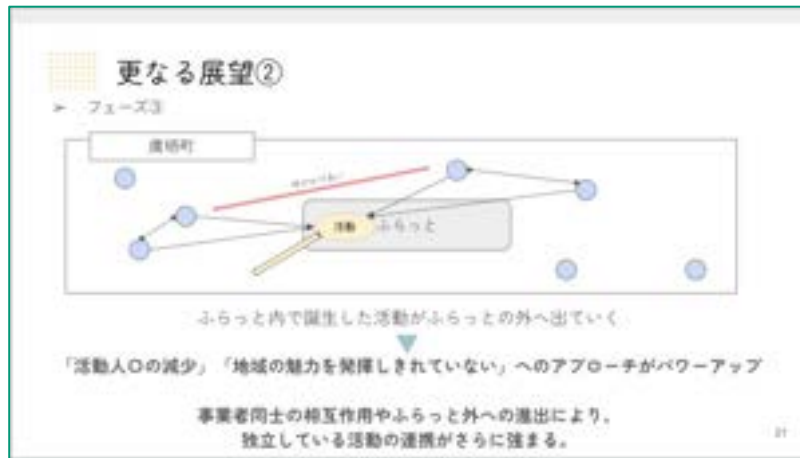 更なる展望②
➢ フェーズ③
活動
ふらっと
ふらっと内で誕生した活動がふらっとの外へ出ていく
「活動人口の減少」「地域の魅力を発揮しきれていない」へのアプローチがパワーアップ
事業者同士の相互作用やふらっと外への進出により、
独立している活動の連携がさらに強まる。